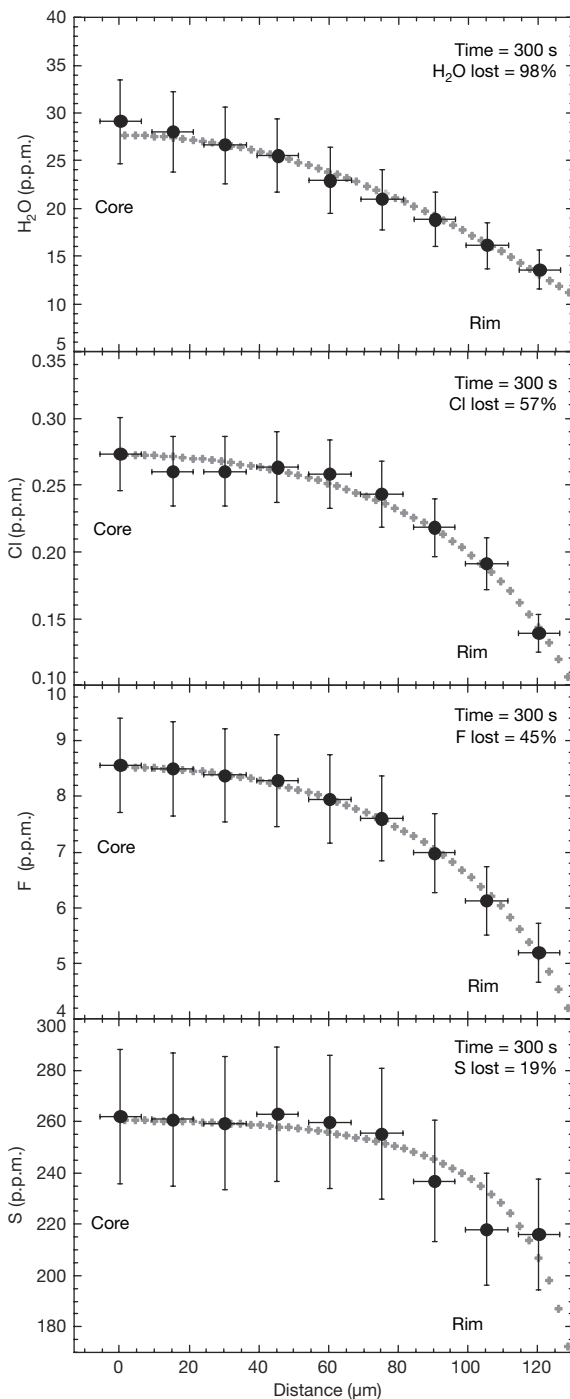 40
35
30
25
20
15
10
5
H2O (p.p.m.)
Time = 300 s
H2O lost = 98%
Core
Rim
0.35
0.30
0.25
0.20
0.15
0.10
Cl (p.p.m.)
Time = 300 s
Cl lost = 57%
Core
Rim
10
9
8
7
6
5
4
F (p.p.m.)
Time = 300 s
F lost = 45%
Core
Rim
300
280
260
240
220
200
180
S (p.p.m.)
Time = 300 s
S lost = 19%
Core
Rim
0 20 40 60 80 100 120
Distance (µm)